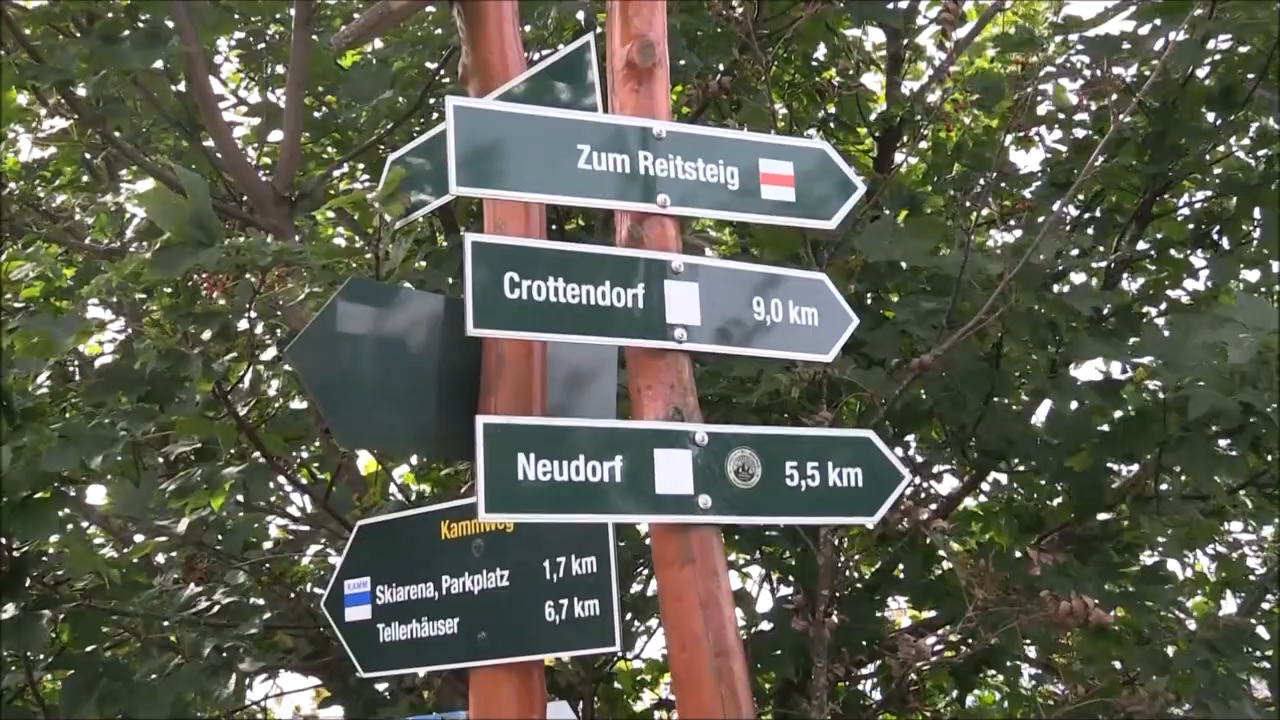 Zum Reitsteig
Crottendorf 9,0 km
Neudorf 5,5 km
Kammweg
KAMM
Skiarena, Parkplatz 1,7 km
Tellerhäuser 6,7 km